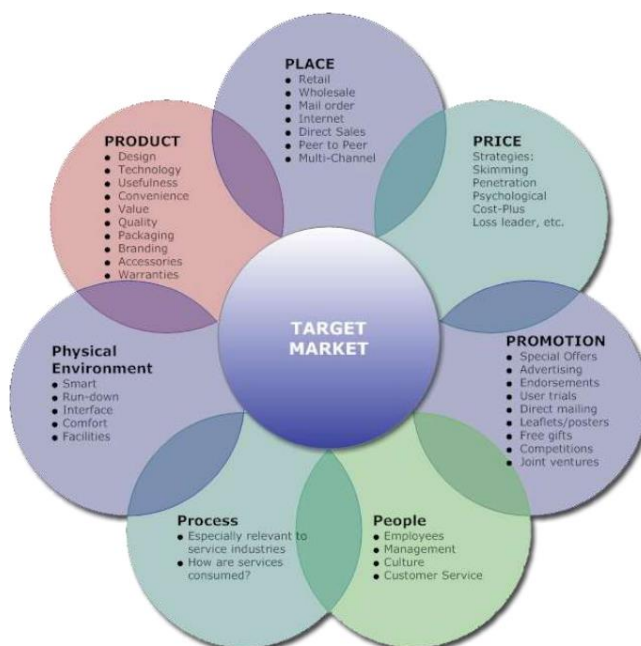 PLACE
● Retail
● Wholesale
● Mail order
● Internet
● Direct Sales
● Peer to Peer
● Multi-Channel
PRICE
Strategies:
Skimming
Penetration
Psychological
Cost-Plus
Loss leader, etc.
PROMOTION
● Special Offers
● Advertising
● Endorsements
● User trials
● Direct mailing
● Leaflets/posters
● Free gifts
● Competitions
● Joint ventures
People
● Employees
● Management
● Culture
● Customer Service
Process
● Especially relevant to
service industries
● How are services
consumed?
Physical
Environment
● Smart
● Run-down
● Interface
● Comfort
● Facilities
PRODUCT
● Design
● Technology
● Usefulness
● Convenience
● Value
● Quality
● Packaging
● Branding
● Accessories
● Warranties
TARGET
MARKET